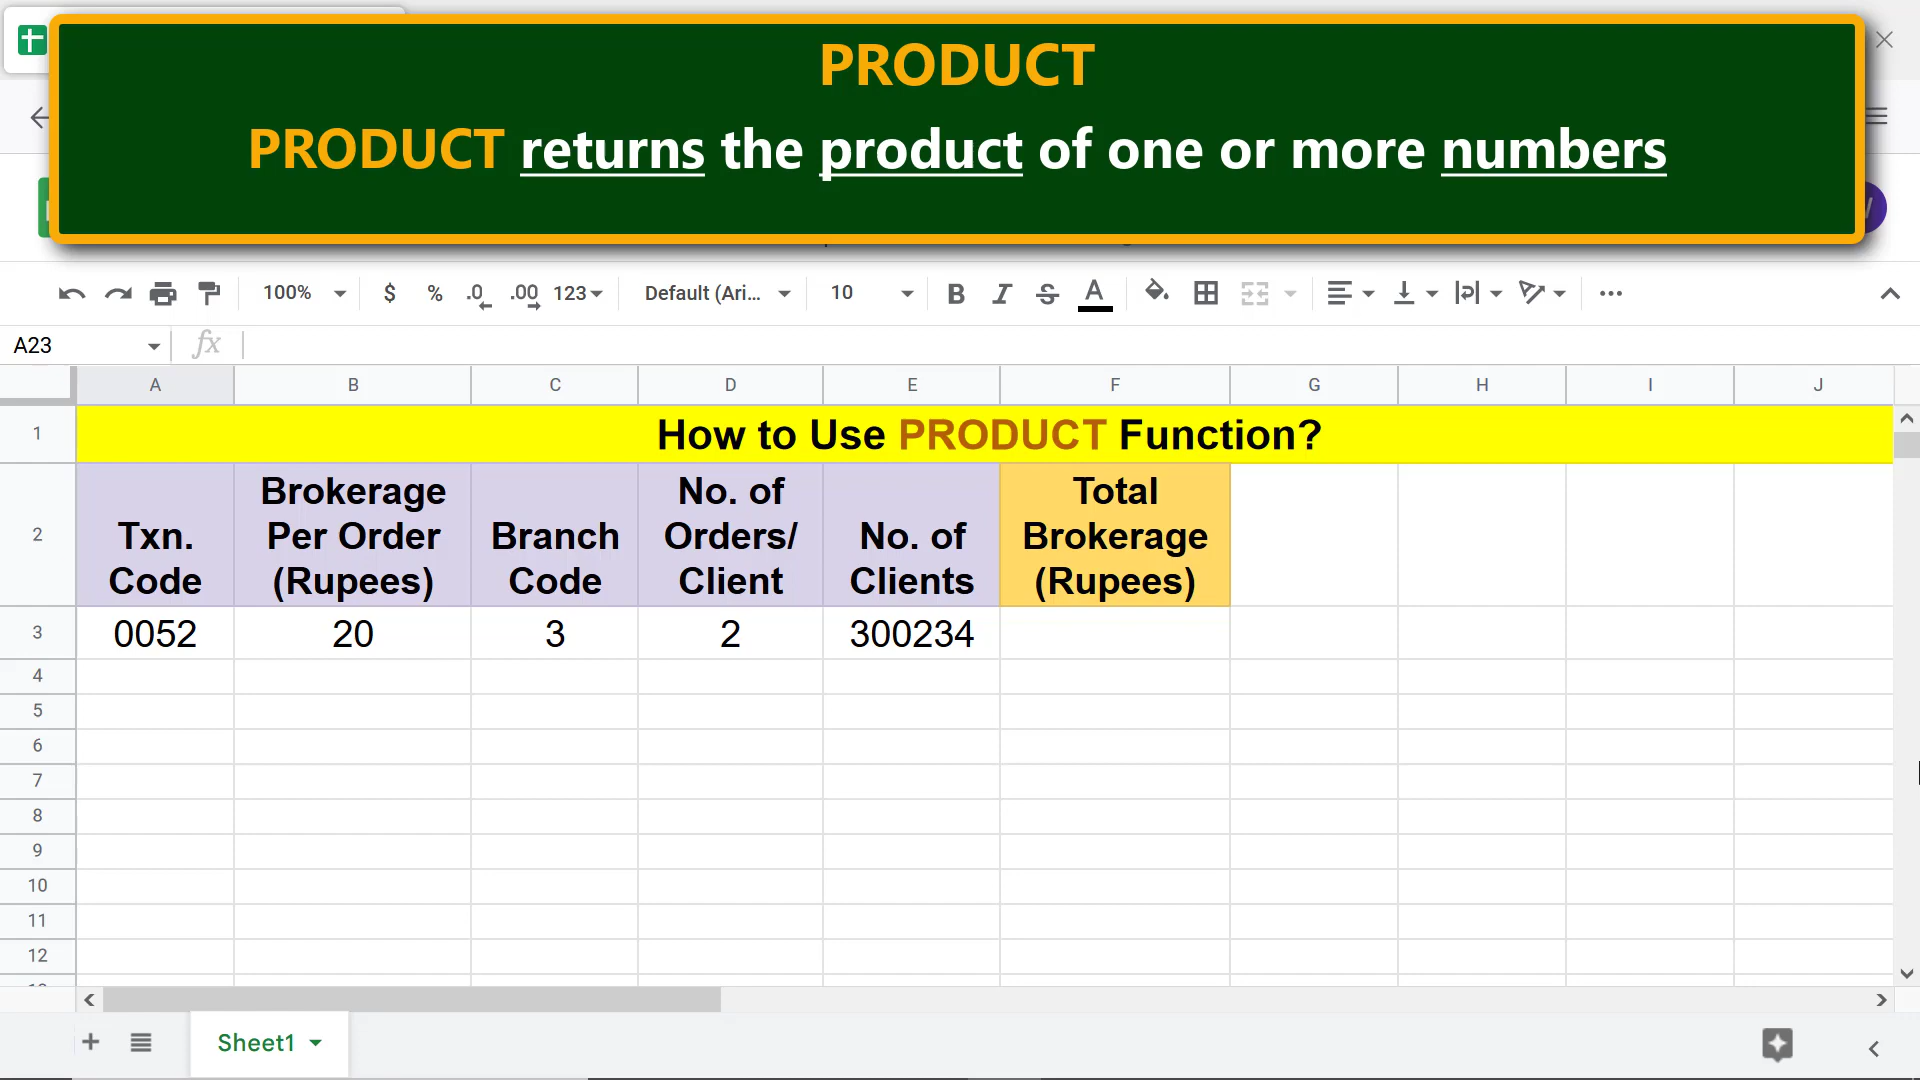 PRODUCT
PRODUCT returns the product of one or more numbers
100% $ % .0 .00 123 Default (Ari... 10 B I S A
A23 fx
A B C D E F G H I J
1 How to Use PRODUCT Function?
2 Txn. Code Brokerage Per Order (Rupees) Branch Code No. of Orders/ Client No. of Clients Total Brokerage (Rupees)
3 0052 20 3 2 300234
4
5
6
7
8
9
10
11
12
Sheet1